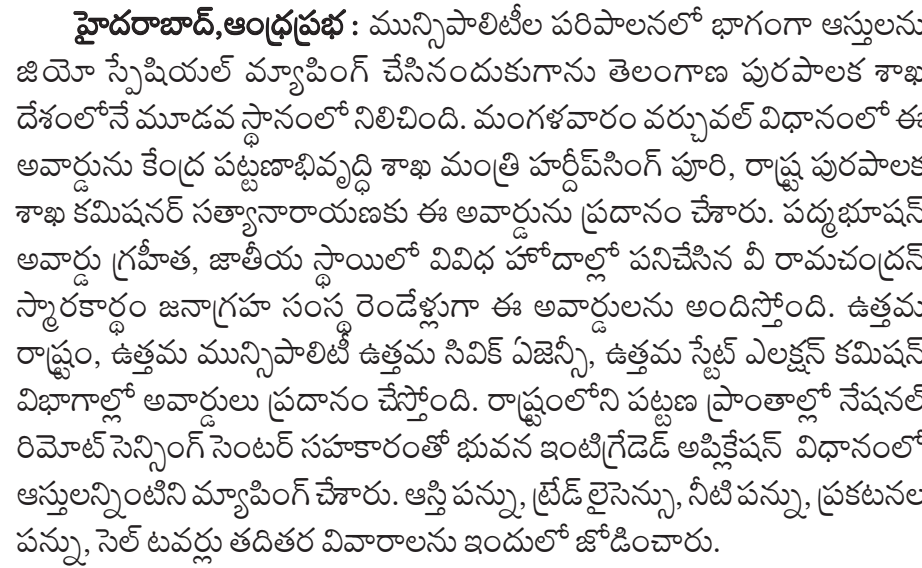 హైదరాబాద్,ఆంధ్రప్రభ : మున్సిపాలిటీల పరిపాలనలో భాగంగా ఆస్తులను
జియో స్పేషియల్ మ్యాపింగ్ చేసినందుకుగాను తెలంగాణ పురపాలక శాఖ
దేశంలోనే మూడవ స్థానంలో నిలిచింది. మంగళవారం వర్చువల్ విధానంలో ఈ
అవార్డును కేంద్ర పట్టణాభివృద్ధి శాఖ మంత్రి హర్దీప్‌సింగ్ పూరి, రాష్ట్ర పురపాలక
శాఖ కమిషనర్ సత్యానారాయణకు ఈ అవార్డును ప్రదానం చేశారు. పద్మభూషన్
అవార్డు గ్రహీత, జాతీయ స్థాయిలో వివిధ హోదాల్లో పనిచేసిన వీ రామచంద్రన్
స్మారకార్థం జనాగ్రహ సంస్థ రెండేళ్లుగా ఈ అవార్డులను అందిస్తోంది. ఉత్తమ
రాష్ట్రం, ఉత్తమ మున్సిపాలిటీ ఉత్తమ సివిక్ ఏజెన్సీ, ఉత్తమ స్టేట్ ఎలక్షన్ కమిషన్
విభాగాల్లో అవార్డులు ప్రదానం చేస్తోంది. రాష్ట్రంలోని పట్టణ ప్రాంతాల్లో నేషనల్
రిమోట్ సెన్సింగ్ సెంటర్ సహకారంతో భువన ఇంటిగ్రేడెడ్ అపిక్లేషన్ విధానంలో
ఆస్తులన్నింటిని మ్యాపింగ్ చేశారు. ఆస్తి పన్ను, ట్రేడ్ లైసెన్సు, నీటి పన్ను, ప్రకటనల
పన్ను, సెల్ టవర్లు తదితర వివారాలను ఇందులో జోడించారు.